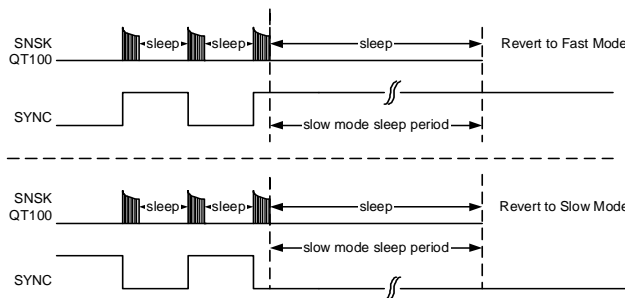 SNSK
QT100
sleep
sleep
sleep
Revert to Fast Mode
SYNC
slow mode sleep period
SNSK
QT100
sleep
sleep
sleep
Revert to Slow Mode
slow mode sleep period
SYNC